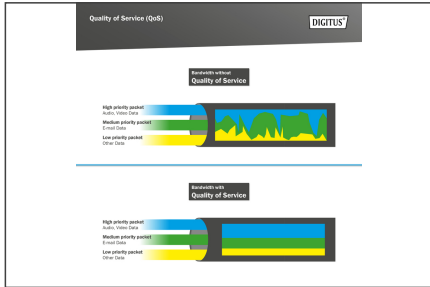 Quality of Service (QoS)
DIGITUS®
Bandwidth without
Quality of Service
High priority packet
Audio, Video Data
Medium priority packet
E-mail Data
Low priority packet
Other Data
Bandwidth with
Quality of Service
High priority packet
Audio, Video Data
Medium priority packet
E-mail Data
Low priority packet
Other Data